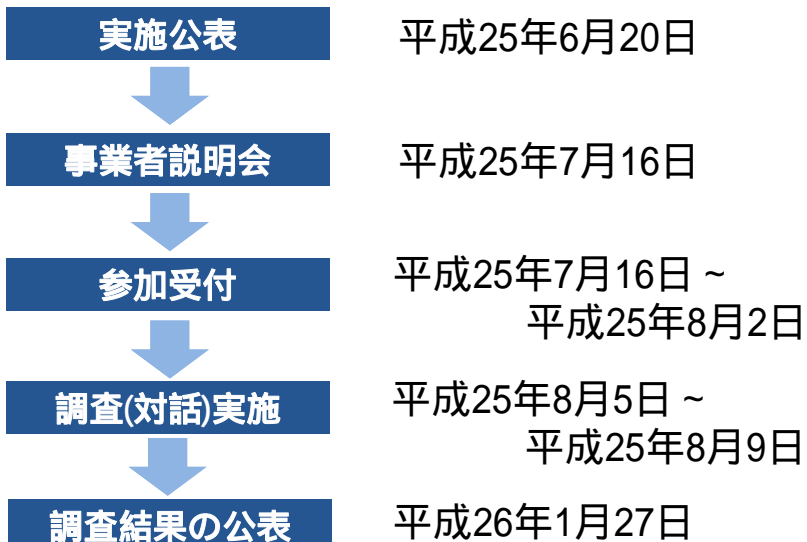 実施公表
平成25年6月20日
事業者説明会
平成25年7月16日
参加受付
平成25年7月16日~
平成25年8月2日
調査(対話)実施
平成25年8月5日~
平成25年8月9日
調査結果の公表
平成26年1月27日